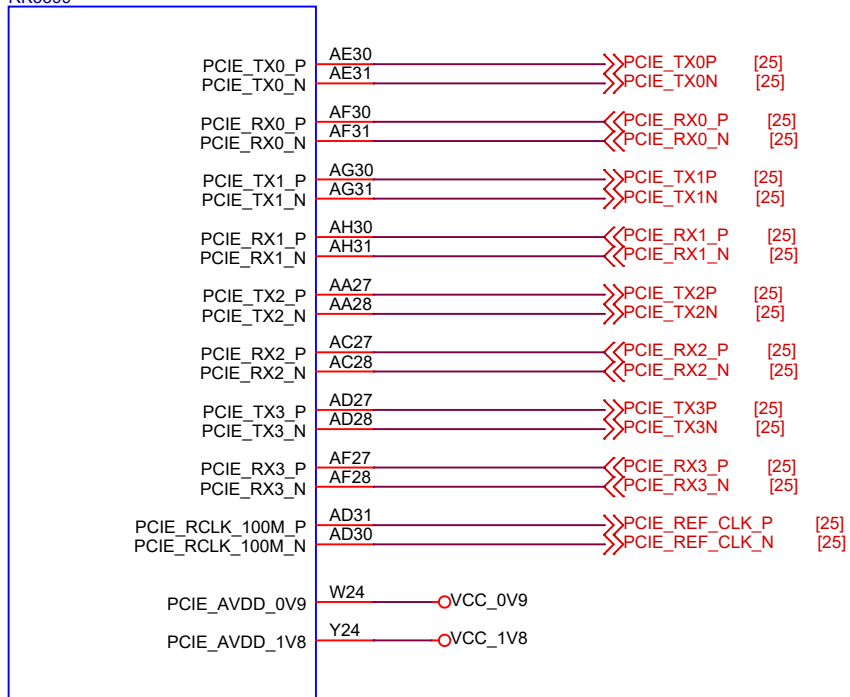 PCIE_TX0_P AE30 PCIE_TX0P [25]
PCIE_TX0_N AE31 PCIE_TX0N [25]
PCIE_RX0_P AF30 PCIE_RX0_P [25]
PCIE_RX0_N AF31 PCIE_RX0_N [25]
PCIE_TX1_P AG30 PCIE_TX1P [25]
PCIE_TX1_N AG31 PCIE_TX1N [25]
PCIE_RX1_P AH30 PCIE_RX1_P [25]
PCIE_RX1_N AH31 PCIE_RX1_N [25]
PCIE_TX2_P AA27 PCIE_TX2P [25]
PCIE_TX2_N AA28 PCIE_TX2N [25]
PCIE_RX2_P AC27 PCIE_RX2_P [25]
PCIE_RX2_N AC28 PCIE_RX2_N [25]
PCIE_TX3_P AD27 PCIE_TX3P [25]
PCIE_TX3_N AD28 PCIE_TX3N [25]
PCIE_RX3_P AF27 PCIE_RX3_P [25]
PCIE_RX3_N AF28 PCIE_RX3_N [25]
PCIE_RCLK_100M_P AD31 PCIE_REF_CLK_P [25]
PCIE_RCLK_100M_N AD30 PCIE_REF_CLK_N [25]
PCIE_AVDD_0V9 W24 VCC_0V9
PCIE_AVDD_1V8 Y24 VCC_1V8